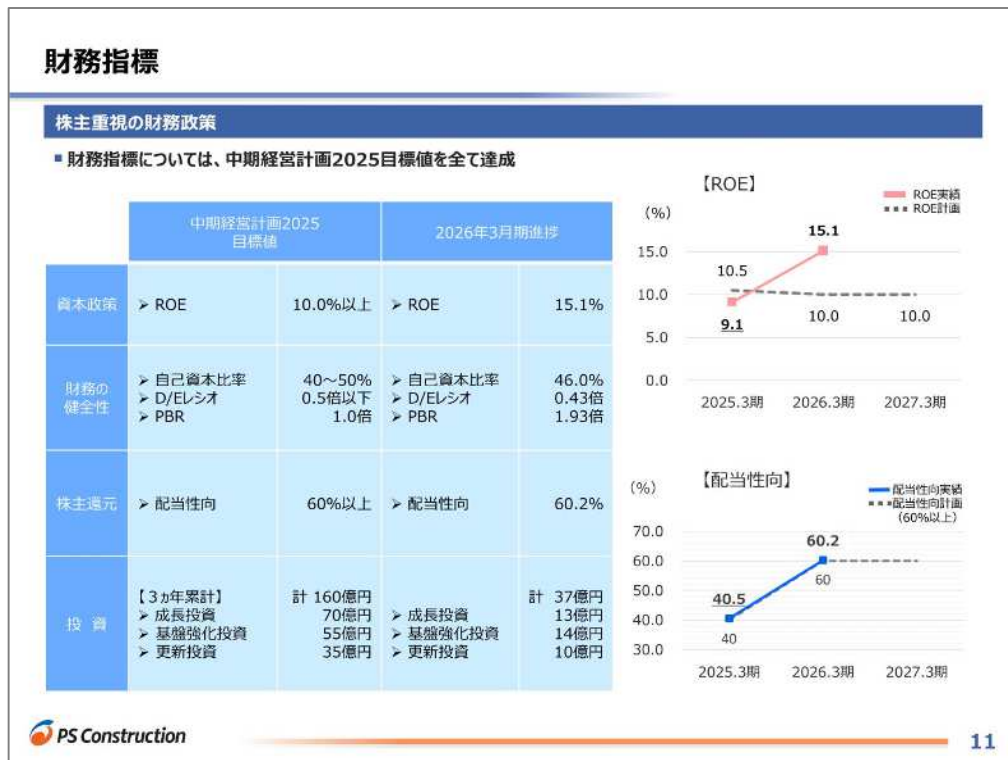 財務指標
株主重視の財務政策
■ 財務指標については、中期経営計画2025目標値を全て達成
中期経営計画2025
目標値
2026年3月期進捗
資本政策
➢ ROE 10.0%以上 ➢ ROE 15.1%
財務の
健全性
➢ 自己資本比率 40～50% ➢ 自己資本比率 46.0%
➢ D/Eレシオ 0.5倍以下 ➢ D/Eレシオ 0.43倍
➢ PBR 1.0倍 ➢ PBR 1.93倍
株主還元
➢ 配当性向 60%以上 ➢ 配当性向 60.2%
投 資
【3ヵ年累計】 計 160億円 計 37億円
➢ 成長投資 70億円 ➢ 成長投資 13億円
➢ 基盤強化投資 55億円 ➢ 基盤強化投資 14億円
➢ 更新投資 35億円 ➢ 更新投資 10億円
【ROE】
ROE実績
ROE計画
(%)
15.0
10.0
5.0
0.0
10.5
9.1
15.1
10.0
10.0
2025.3期 2026.3期 2027.3期
【配当性向】
(%)
配当性向実績
配当性向計画
(60%以上)
70.0
60.0
50.0
40.0
30.0
40.5
40
60.2
60
2025.3期 2026.3期 2027.3期
PS Construction
11